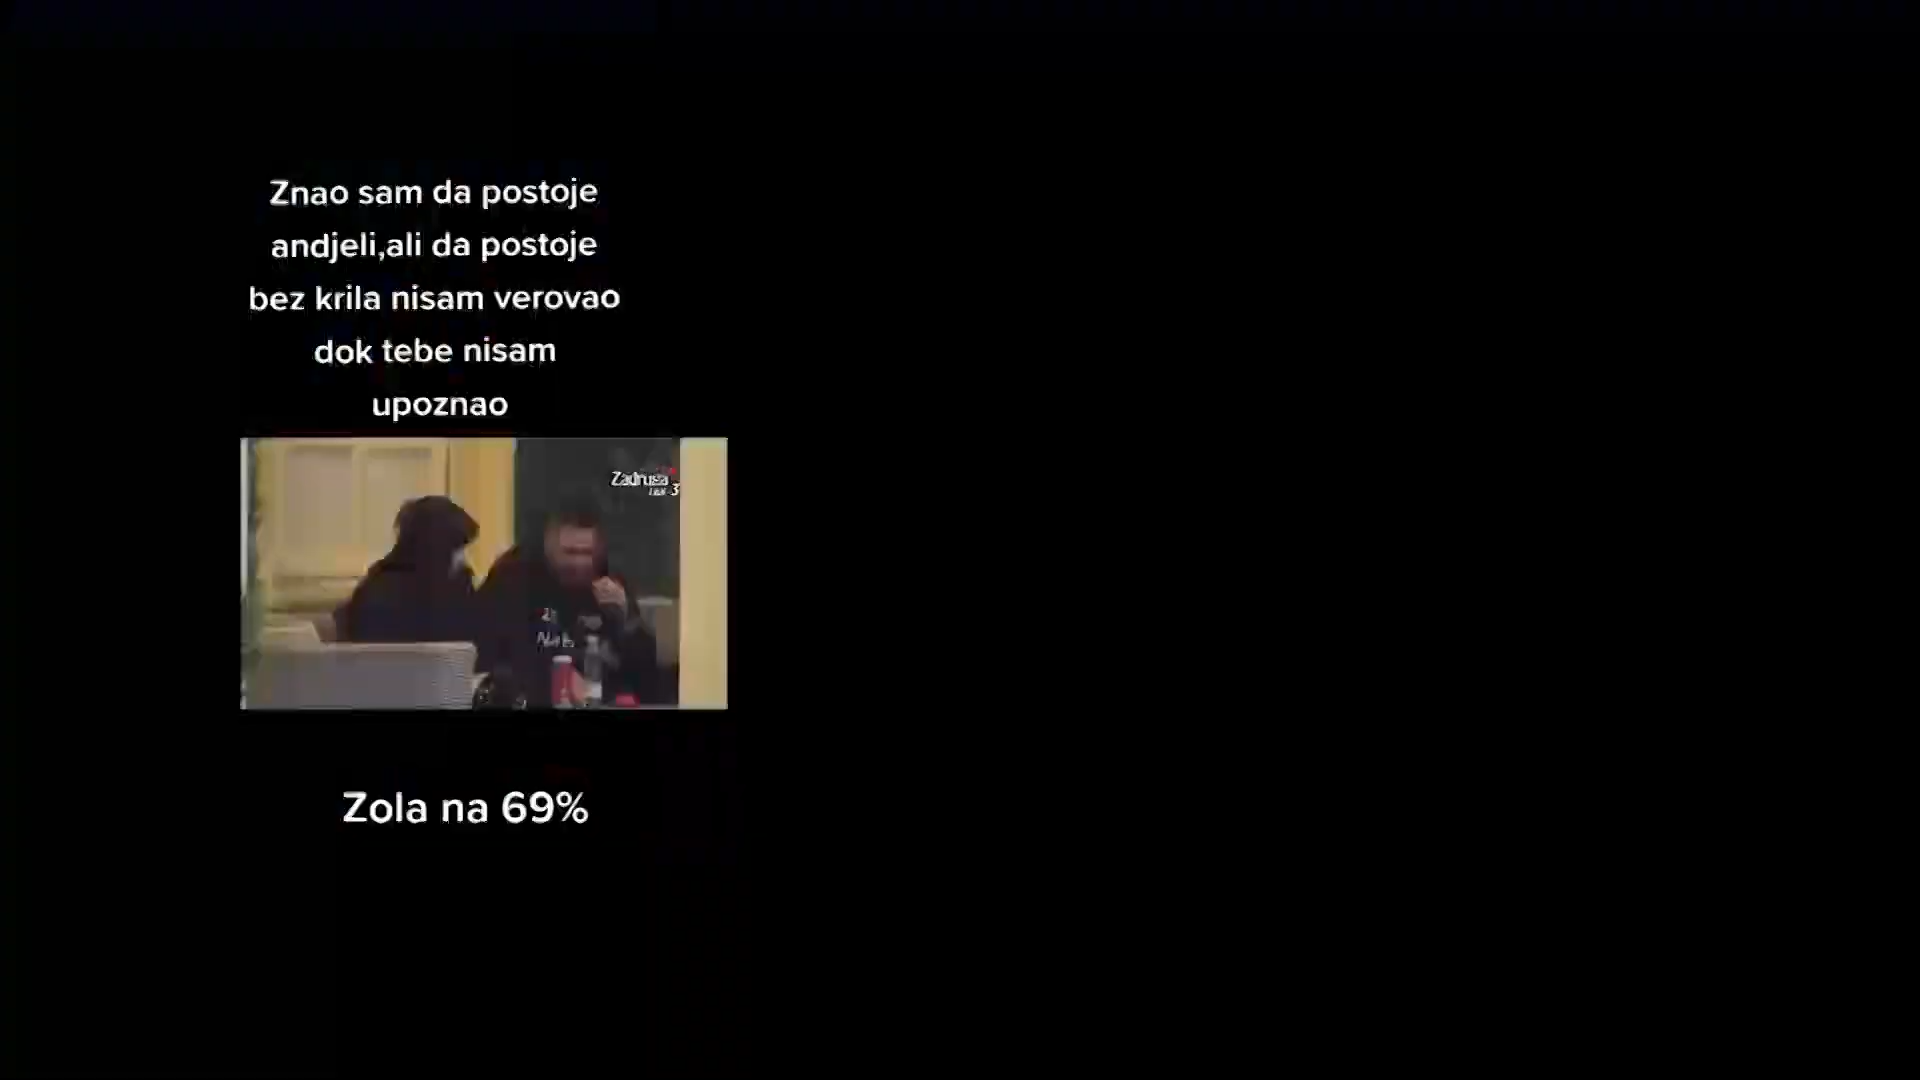 Znao sam da postoje
andjeli,ali da postoje
bez krila nisam verovao
dok tebe nisam
upoznao
Zadruga
3
Zola na 69%